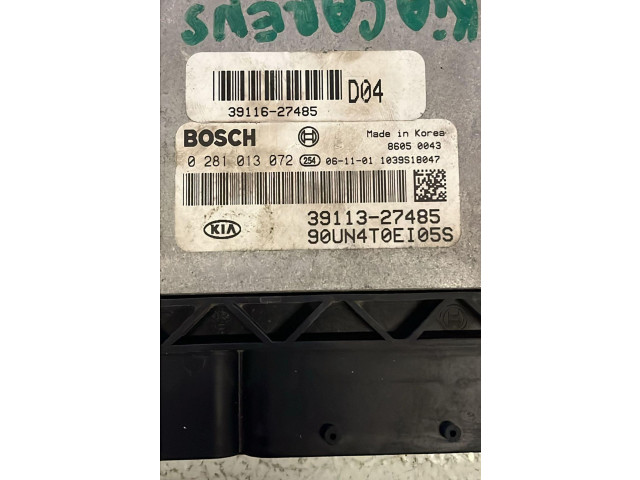 KIA CARENS
D04
39116-27485
BOSCH Made in Korea
8605 0043
0 281 013 072 254 06-11-01 1039S18047
KIA 39113-27485
90UN4T0EI05S